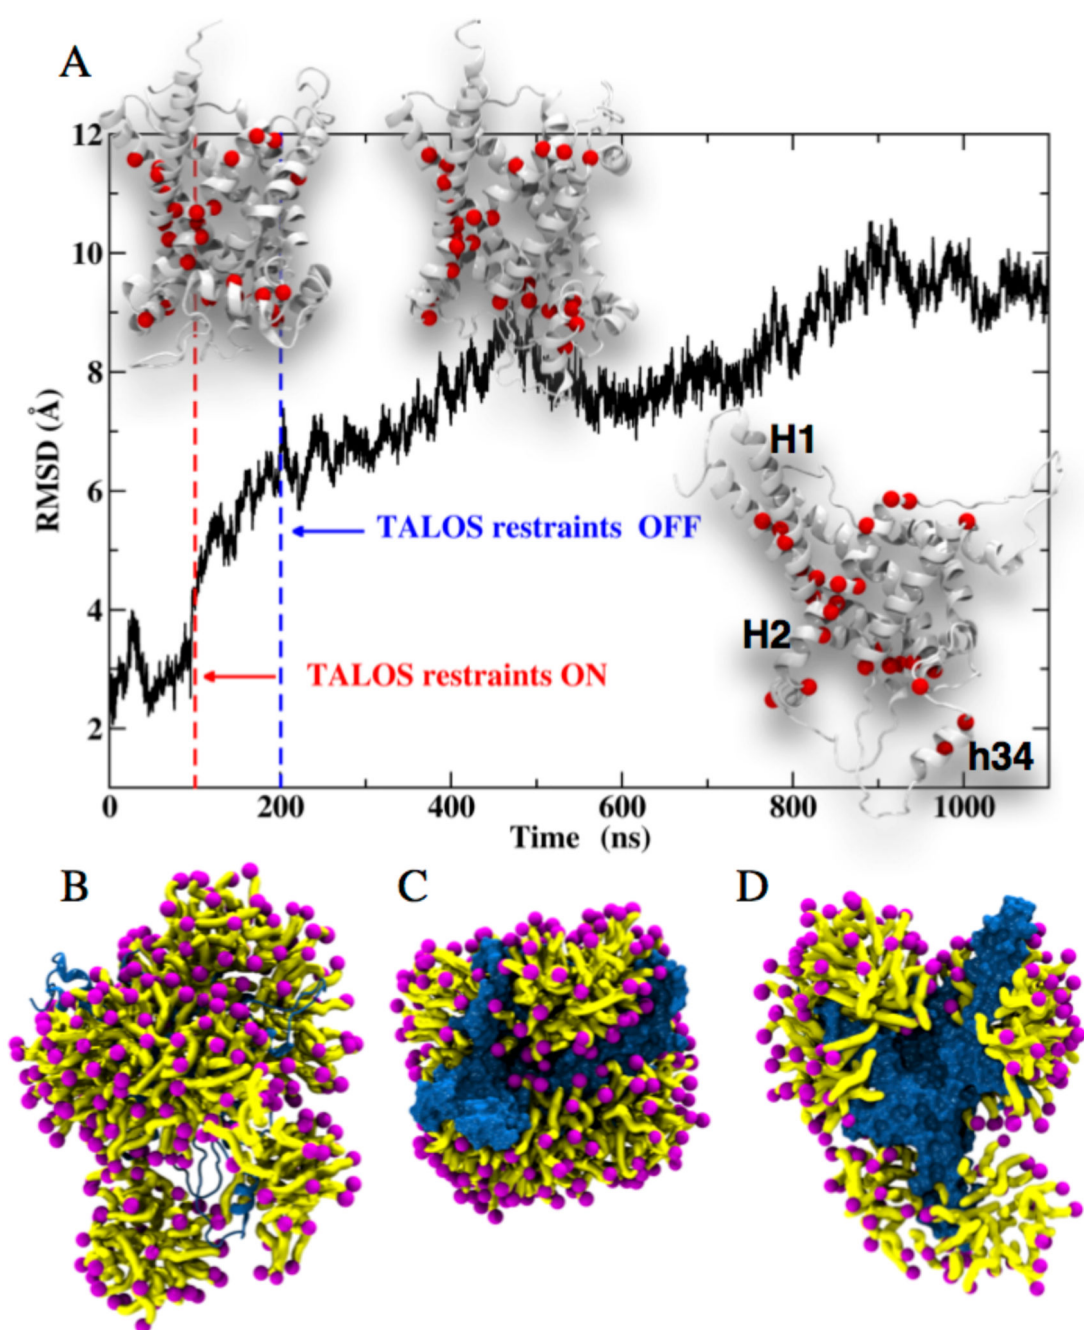 A
12
10
8
6
4
2
RMSD (Å)
H1
TALOS restraints OFF
H2
TALOS restraints ON
h34
0
200
400
600
800
1000
Time (ns)
B
C
D